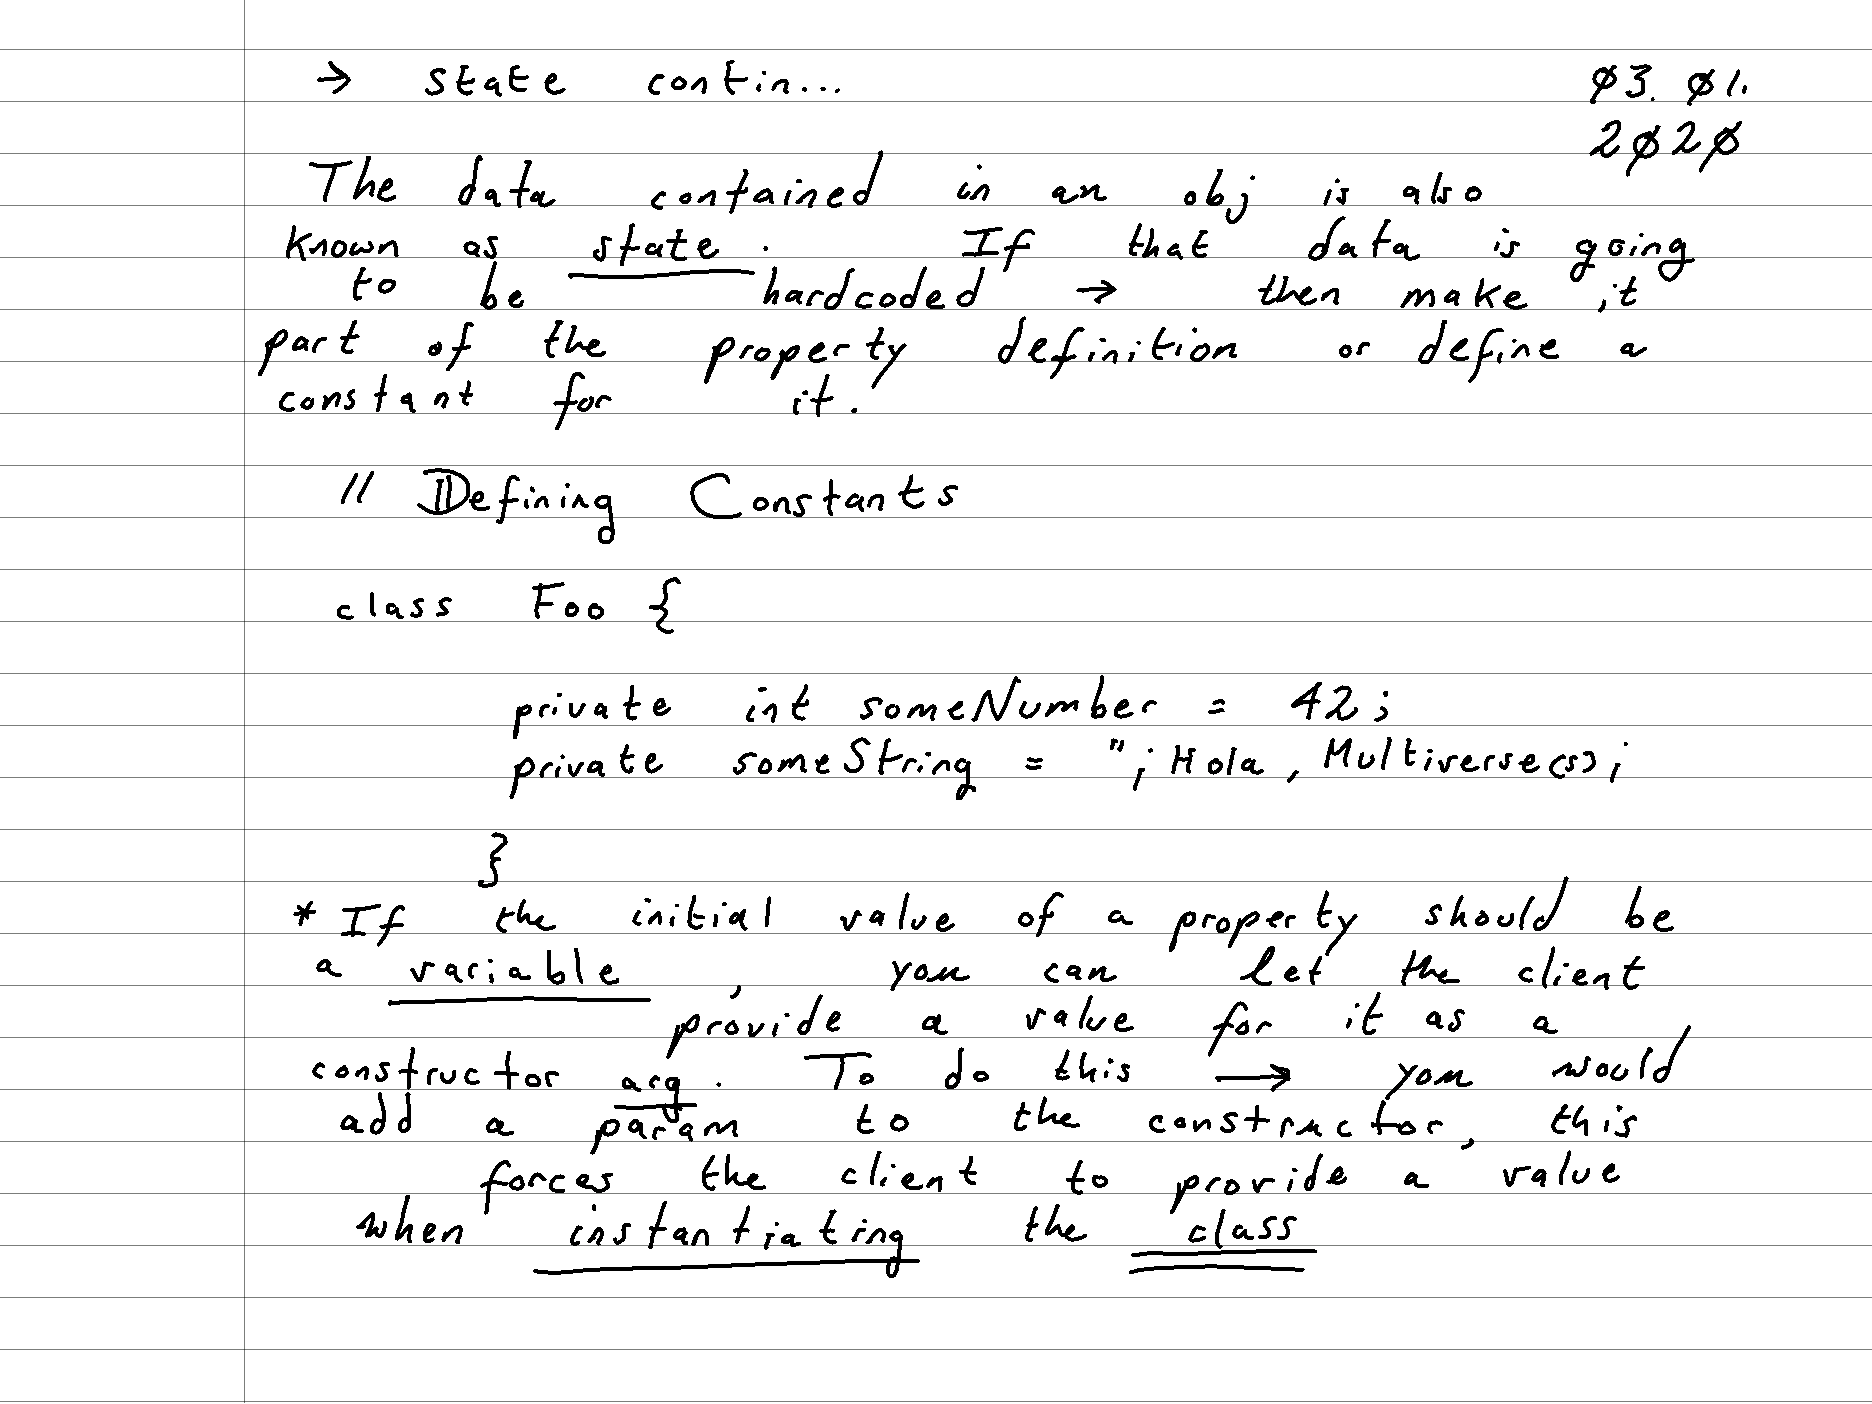 → state contin...
Ø3. Ø1.
2Ø2Ø
The data contained in an obj is also
known as state. If that data is going
to be hardcoded → then make it
part of the property definition or define a
constant for it.
// Defining Constants
class Foo {
private int someNumber = 42;
private someString = "¡Hola, Multiverse(s);
}
* If the initial value of a property should be
a variable, you can let the client
provide a value for it as a
constructor arg. To do this → you would
add a param to the constructor, this
forces the client to provide a value
when instantiating the class